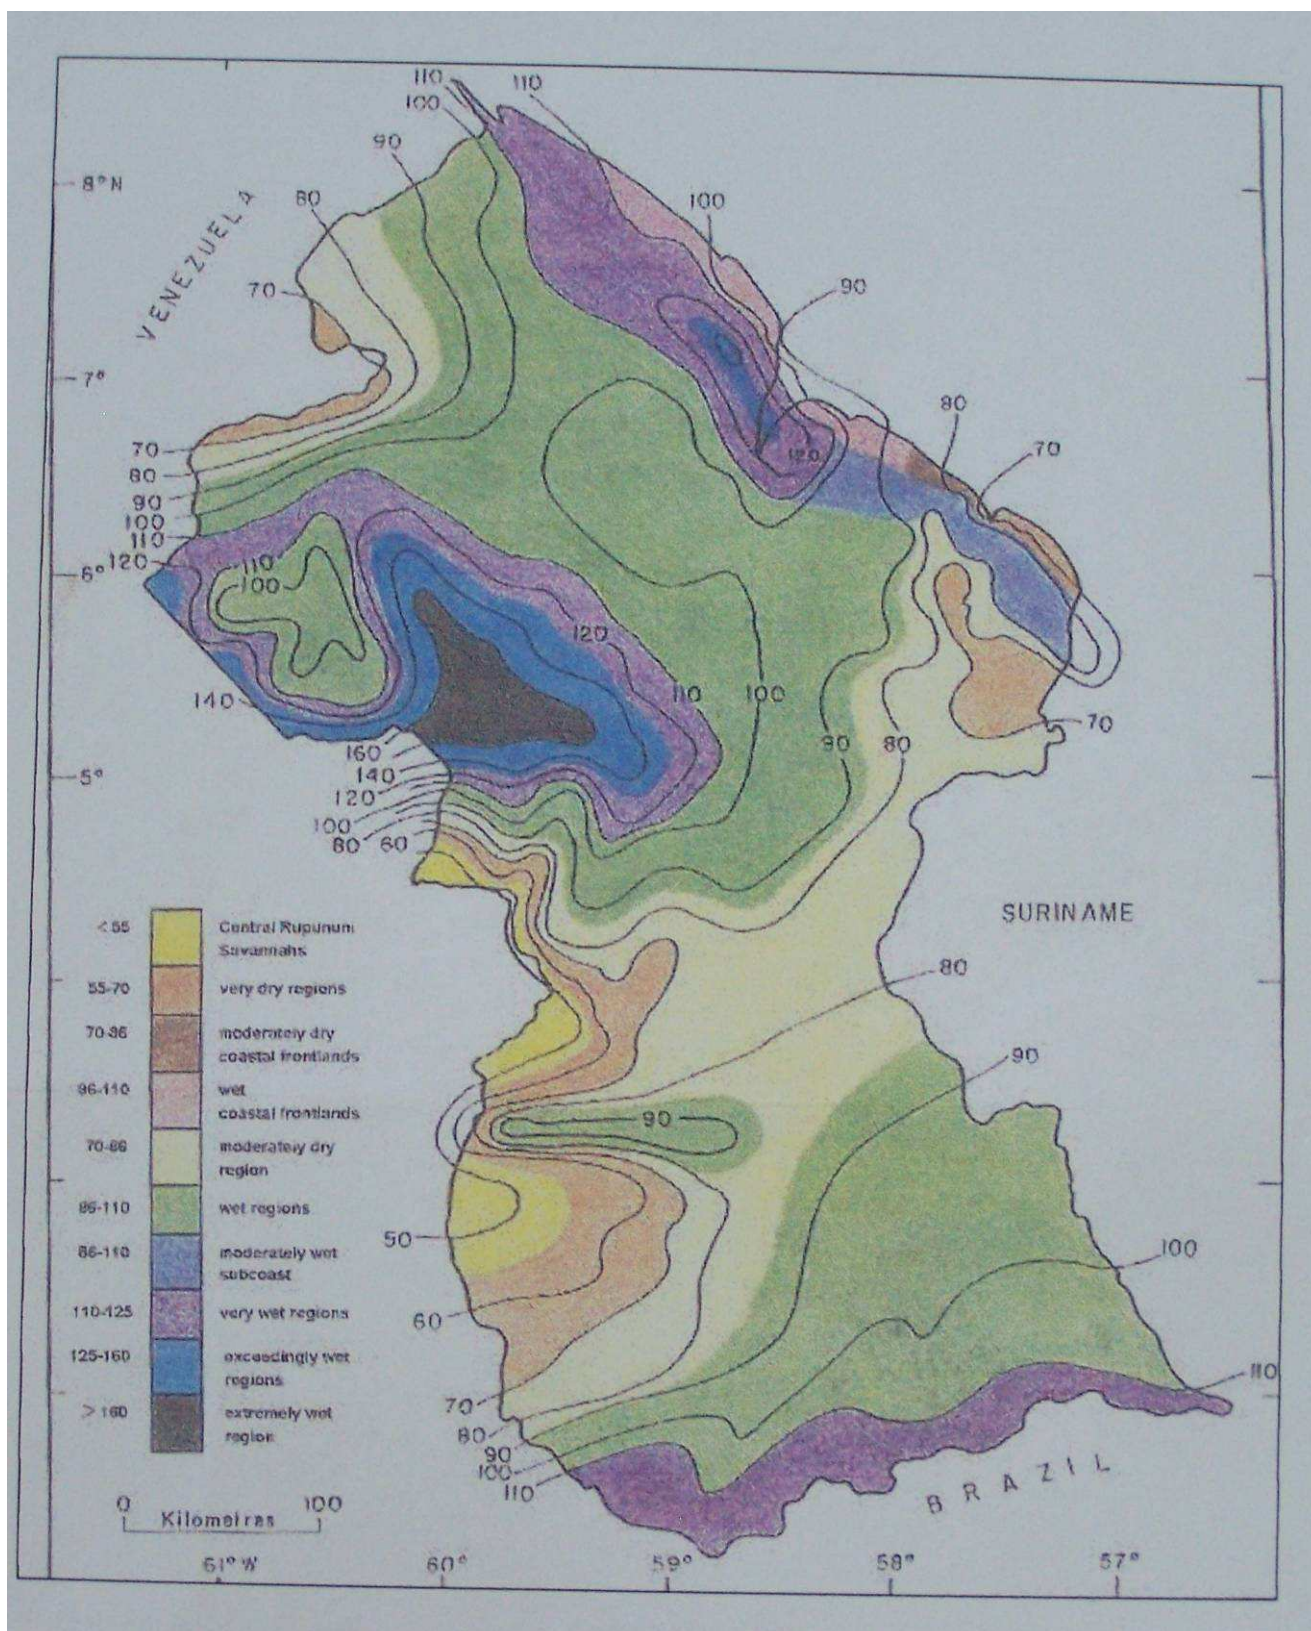 110
110
100
90
8°N
80
100
VENEZUELA
70
90
7°
80
70
70
80
90
120
100
110
6°
120
110
100
120
140
110
100
70
90
80
160
140
5°
120
100
80
60
SURINAME
<55
Central Rupununi
Savannahs
80
55-70
very dry regions
70-86
moderately dry
coastal frontlands
90
86-110
wet
coastal frontlands
90
70-86
moderately dry
region
86-110
wet regions
50
86-110
moderately wet
subcoast
100
110-125
very wet regions
60
125-160
exceedingly wet
regions
110
>160
extremely wet
region
70
80
90
100
110
BRAZIL
0
100
Kilometres
61°W
60°
59°
58°
57°